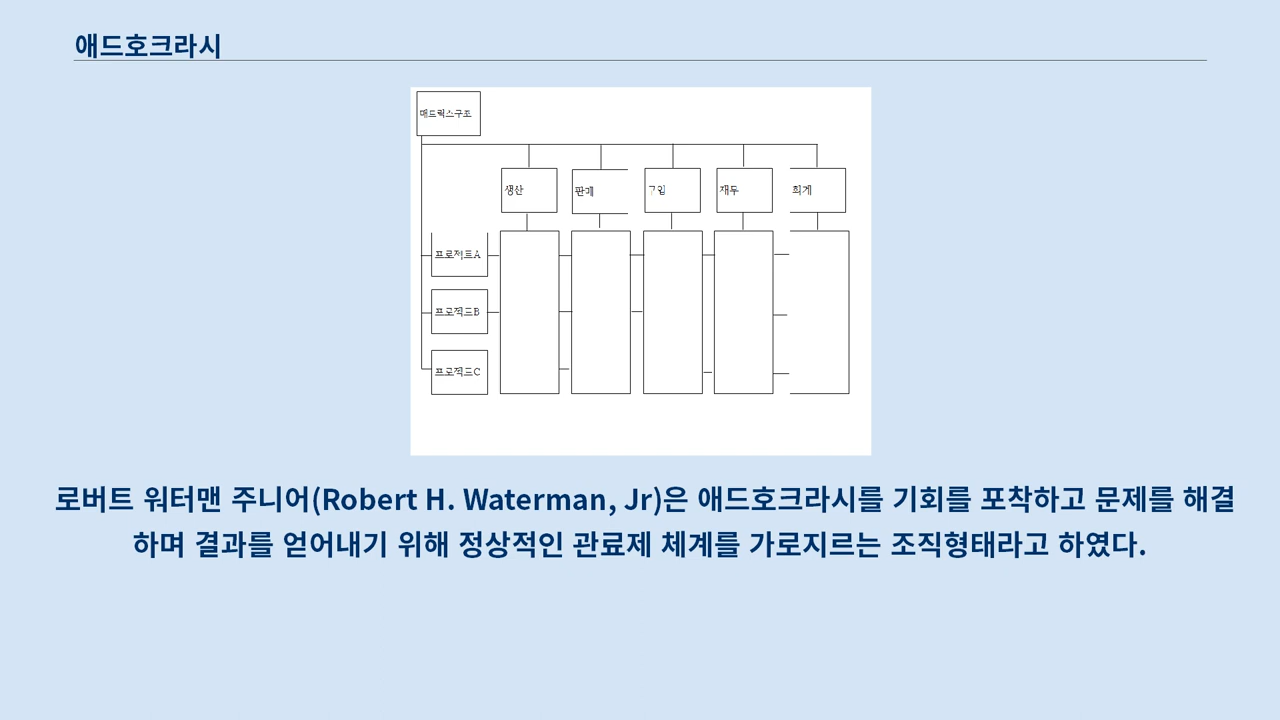 애드호크라시
매드릭스구조
생산
판매
구입
재무
회계
프로젝트A
프로젝트B
프로젝트C
로버트 워터맨 주니어(Robert H. Waterman, Jr)은 애드호크라시를 기회를 포착하고 문제를 해결
하며 결과를 얻어내기 위해 정상적인 관료제 체계를 가로지르는 조직형태라고 하였다.